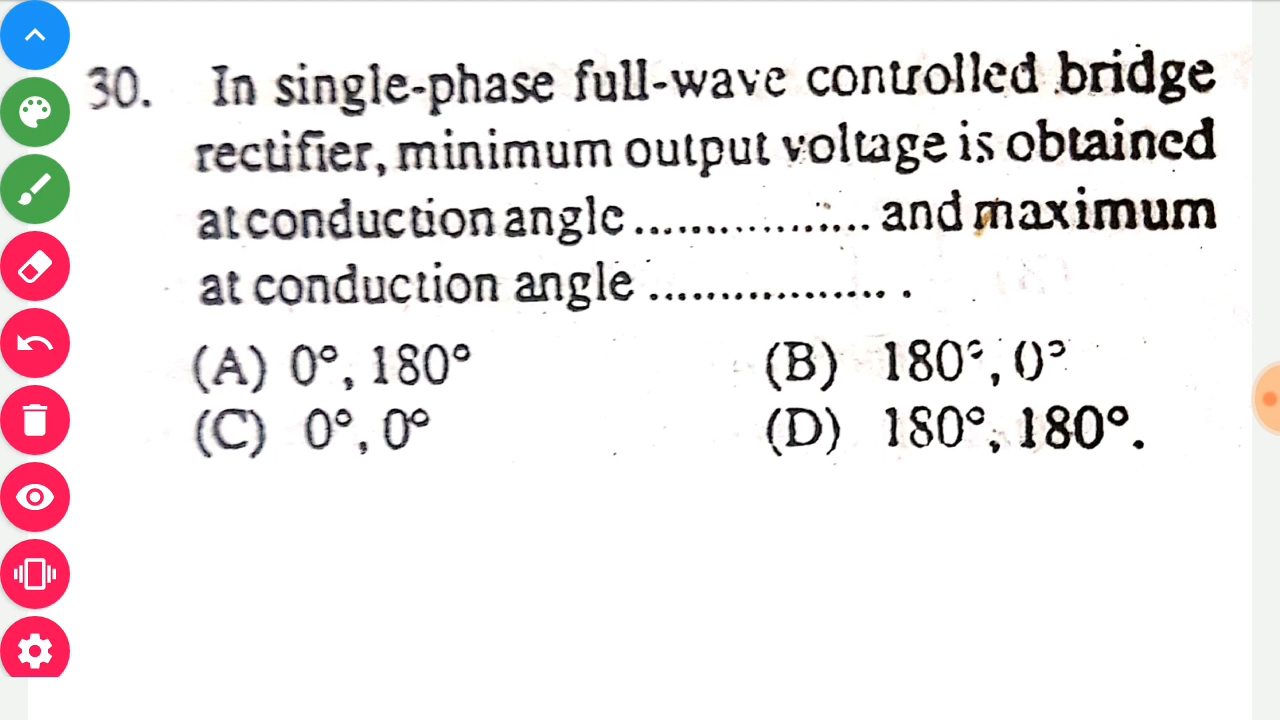 30. In single-phase full-wave controlled bridge
rectifier, minimum output voltage is obtained
at conduction angle ................. and maximum
at conduction angle ................. .
(A) 0°, 180° (B) 180°, 0°
(C) 0°, 0° (D) 180°, 180°.